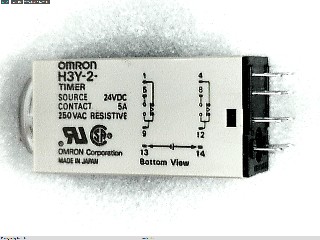 OMRON
H3Y-2-
TIMER
SOURCE 24VDC
CONTACT 5A
250VAC RESISTIVE
OMRON Corporation
MADE IN JAPAN
1 4
5 8
9 12
13 14
Bottom View